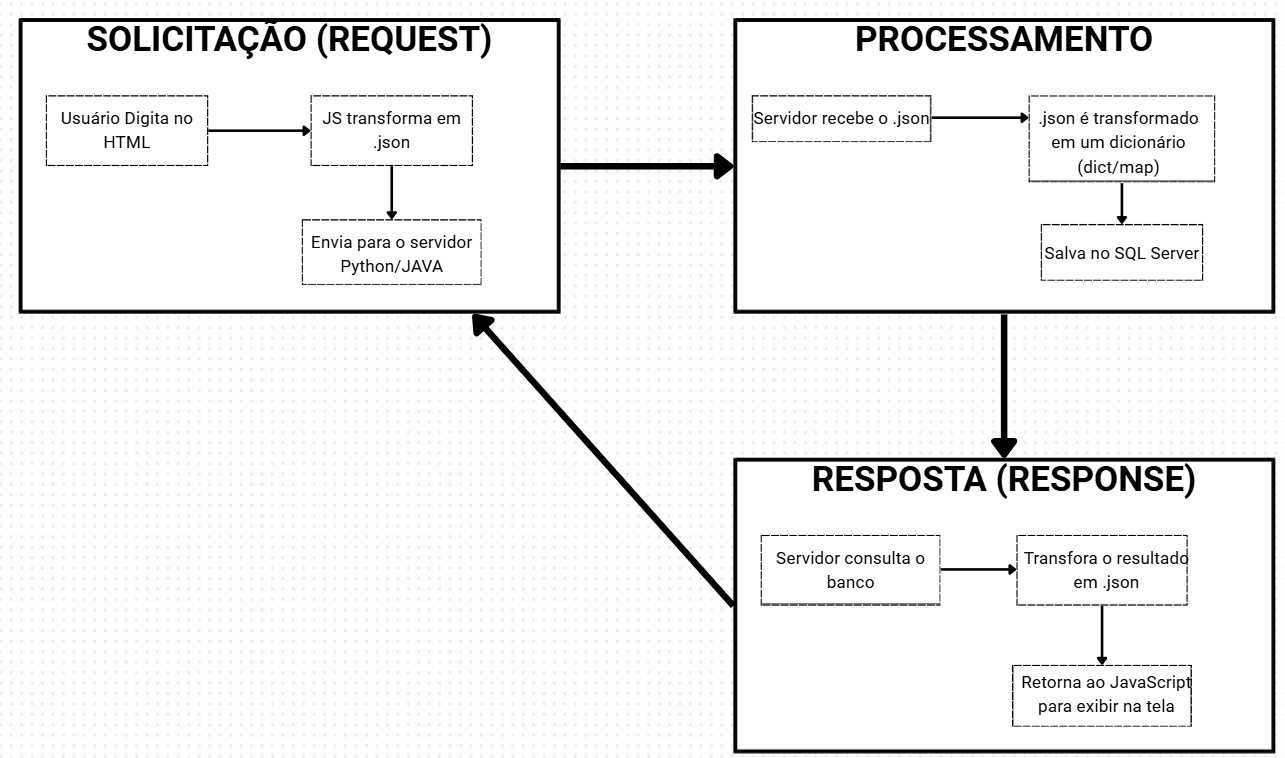 SOLICITAÇÃO (REQUEST)
Usuário Digita no
HTML
JS transforma em
.json
Envia para o servidor
Python/JAVA
PROCESSAMENTO
Servidor recebe o .json
.json é transformado
em um dicionário
(dict/map)
Salva no SQL Server
RESPOSTA (RESPONSE)
Servidor consulta o
banco
Transfora o resultado
em .json
Retorna ao JavaScript
para exibir na tela